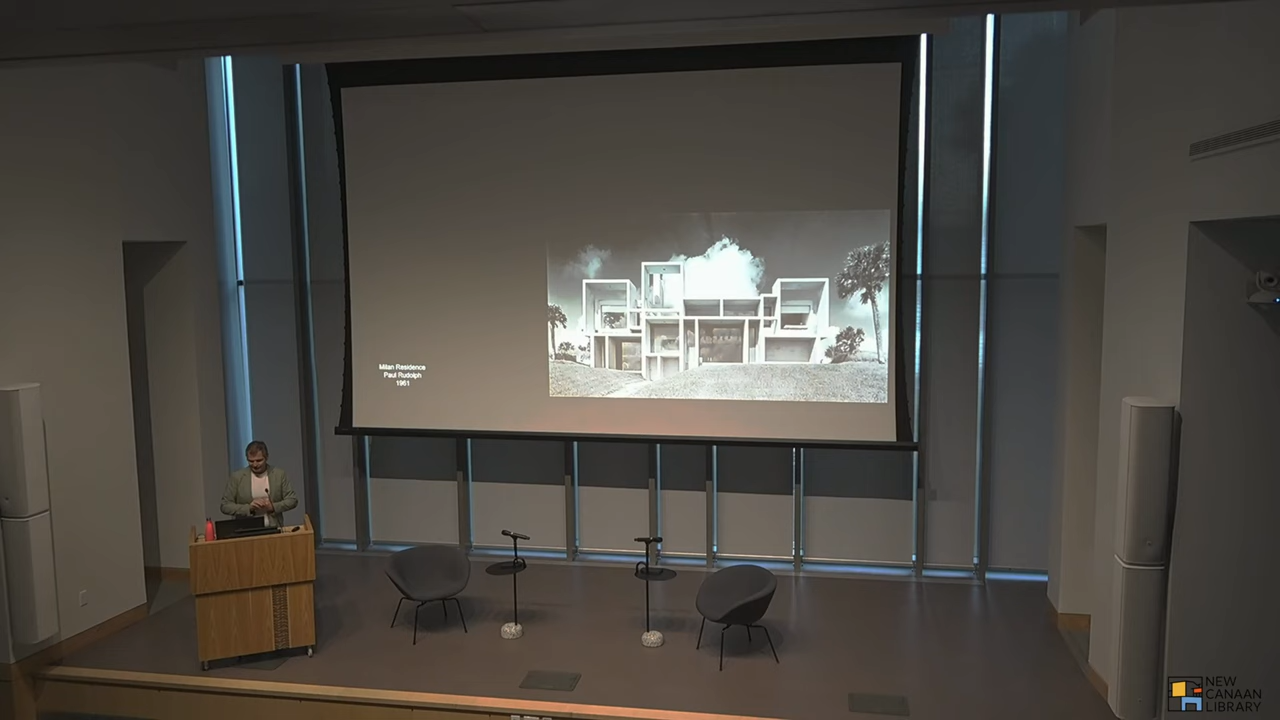 Milan Residence
Paul Rudolph
1961
NEW
CANAAN
LIBRARY